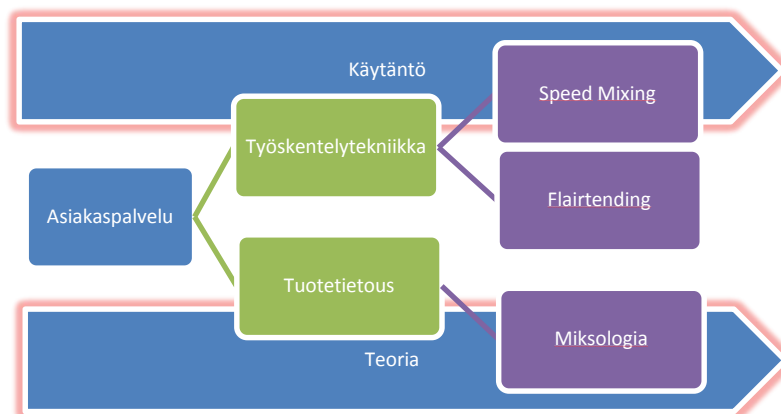 Käytäntö
Speed Mixing
Työskentelytekniikka
Flairtending
Asiakaspalvelu
Tuotetietous
Miksologia
Teoria